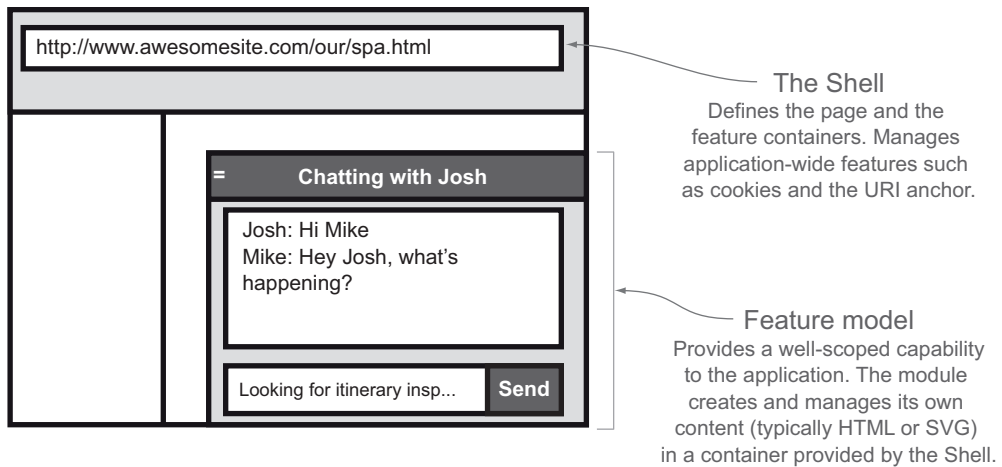 http://www.awesomesite.com/our/spa.html
The Shell
Defines the page and the
feature containers. Manages
application-wide features such
as cookies and the URI anchor.
= Chatting with Josh
Josh: Hi Mike
Mike: Hey Josh, what’s
happening?
Looking for itinerary insp...
Send
Feature model
Provides a well-scoped capability
to the application. The module
creates and manages its own
content (typically HTML or SVG)
in a container provided by the Shell.